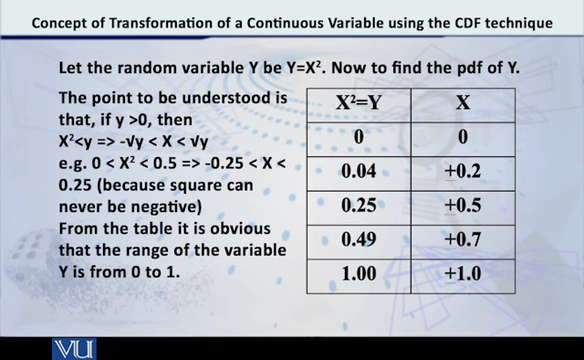 Concept of Transformation of a Continuous Variable using the CDF technique
Let the random variable Y be Y=X². Now to find the pdf of Y.
The point to be understood is
that, if y >0, then
X²<y => -√y < X < √y
e.g. 0 < X² < 0.5 => -0.25 < X <
0.25 (because square can
never be negative)
From the table it is obvious
that the range of the variable
Y is from 0 to 1.
X²=Y X
0 0
0.04 +0.2
0.25 +0.5
0.49 +0.7
1.00 +1.0
VU